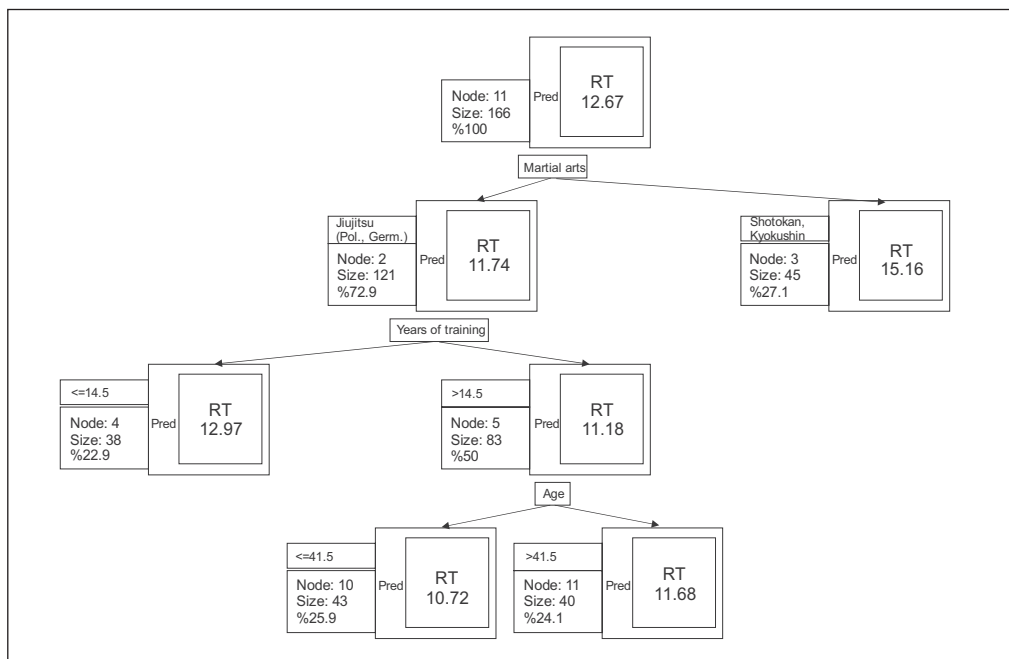 Node: 11
Size: 166
%100
Pred
RT
12.67
Martial arts
Jiujitsu
(Pol., Germ.)
Node: 2
Size: 121
%72.9
Pred
RT
11.74
Shotokan,
Kyokushin
Node: 3
Size: 45
%27.1
Pred
RT
15.16
Years of training
<=14.5
Node: 4
Size: 38
%22.9
Pred
RT
12.97
>14.5
Node: 5
Size: 83
%50
Pred
RT
11.18
Age
<=41.5
Node: 10
Size: 43
%25.9
Pred
RT
10.72
>41.5
Node: 11
Size: 40
%24.1
Pred
RT
11.68